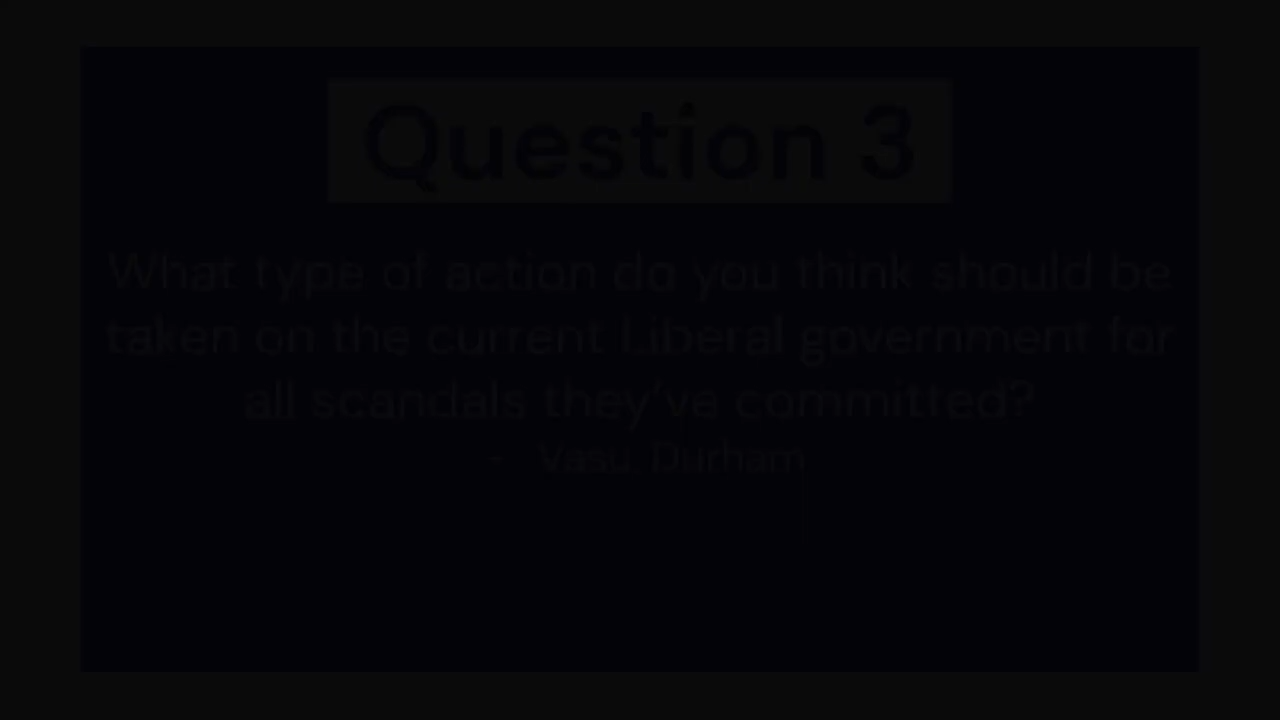 Question 3
What type of action do you think should be
taken on the current Liberal government for
all scandals they've committed?
- Vasu, Durham